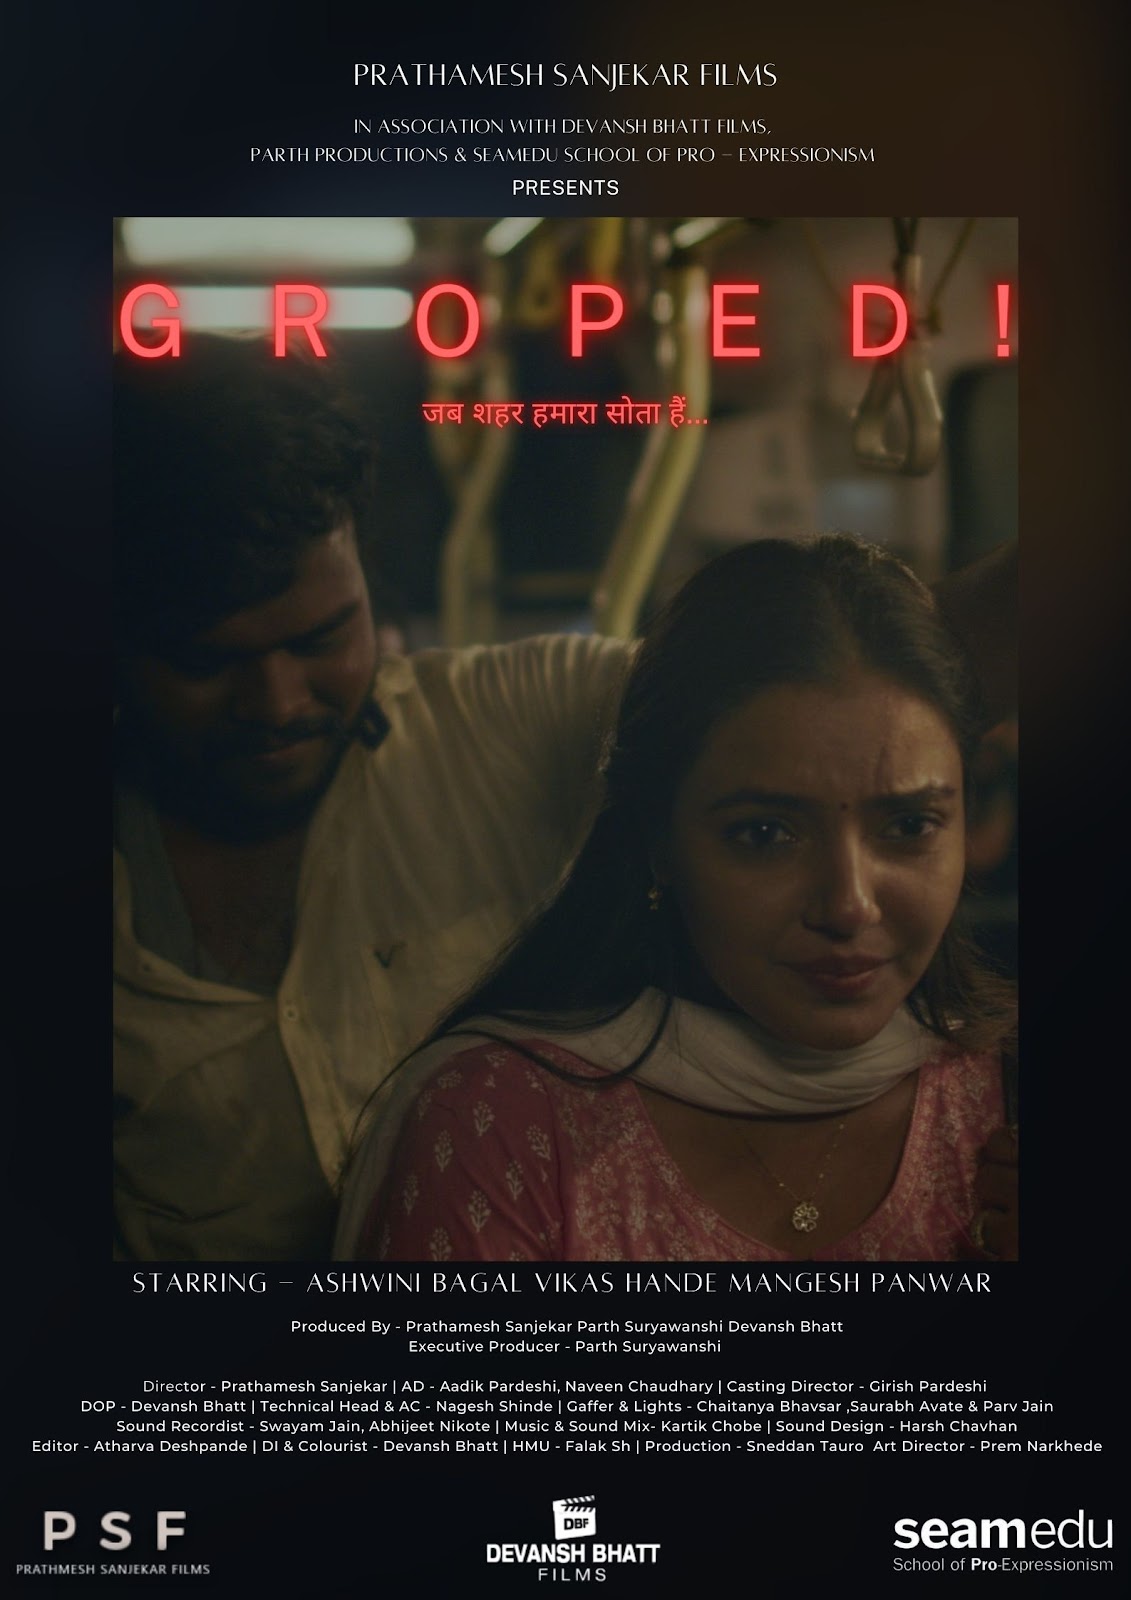 PRATHAMESH SANJEKAR FILMS
IN ASSOCIATION WITH DEVANSH BHATT FILMS,
PARTH PRODUCTIONS & SEAMEDU SCHOOL OF PRO – EXPRESSIONISM
PRESENTS
GROPED!
जब शहर हमारा सोता हैं...
STARRING – ASHWINI BAGAL VIKAS HANDE MANGESH PANWAR
Produced By - Prathamesh Sanjekar Parth Suryawanshi Devansh Bhatt
Executive Producer - Parth Suryawanshi
Director - Prathamesh Sanjekar | AD - Aadik Pardeshi, Naveen Chaudhary | Casting Director - Girish Pardeshi
DOP - Devansh Bhatt | Technical Head & AC - Nagesh Shinde | Gaffer & Lights - Chaitanya Bhavsar ,Saurabh Avate & Parv Jain
Sound Recordist - Swayam Jain, Abhijeet Nikote | Music & Sound Mix- Kartik Chobe | Sound Design - Harsh Chavhan
Editor - Atharva Deshpande | DI & Colourist - Devansh Bhatt | HMU - Falak Sh | Production - Sneddan Tauro Art Director - Prem Narkhede
PSF
PRATHMESH SANJEKAR FILMS
DBF
DEVANSH BHATT
FILMS
seamedu
School of Pro-Expressionism